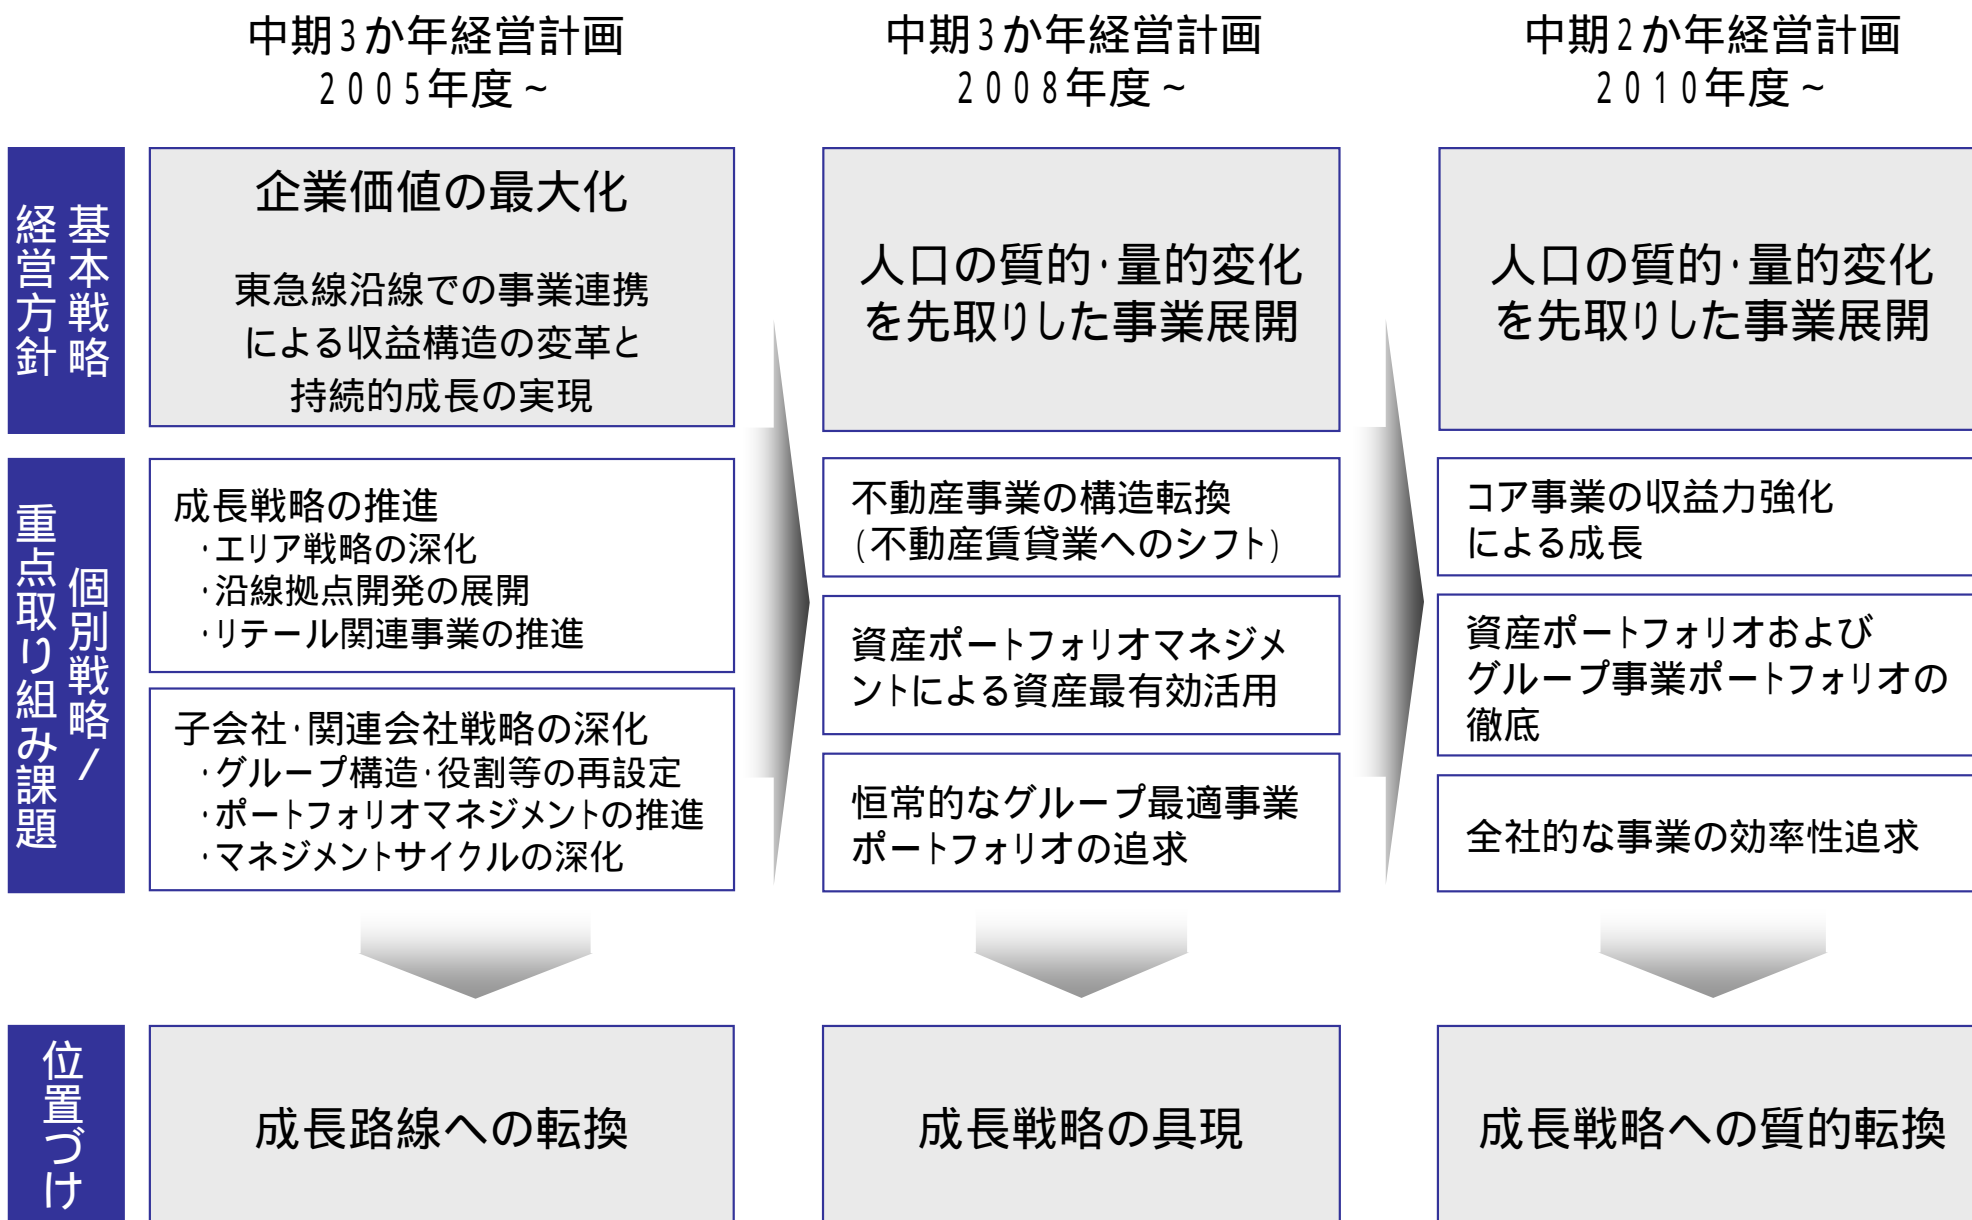 中期3か年経営計画
2005年度~
中期3か年経営計画
2008年度~
中期2か年経営計画
2010年度~
基本戦略
経営方針
企業価値の最大化
東急線沿線での事業連携
による収益構造の変革と
持続的成長の実現
人口の質的・量的変化
を先取りした事業展開
人口の質的・量的変化
を先取りした事業展開
個別戦略/
重点取り組み課題
成長戦略の推進
・エリア戦略の深化
・沿線拠点開発の展開
・リテール関連事業の推進
子会社・関連会社戦略の深化
・グループ構造・役割等の再設定
・ポートフォリオマネジメントの推進
・マネジメントサイクルの深化
不動産事業の構造転換
(不動産賃貸業へのシフト)
資産ポートフォリオマネジメ
ントによる資産最有効活用
恒常的なグループ最適事業
ポートフォリオの追求
コア事業の収益力強化
による成長
資産ポートフォリオおよび
グループ事業ポートフォリオの
徹底
全社的な事業の効率性追求
位置づけ
成長路線への転換
成長戦略の具現
成長戦略への質的転換